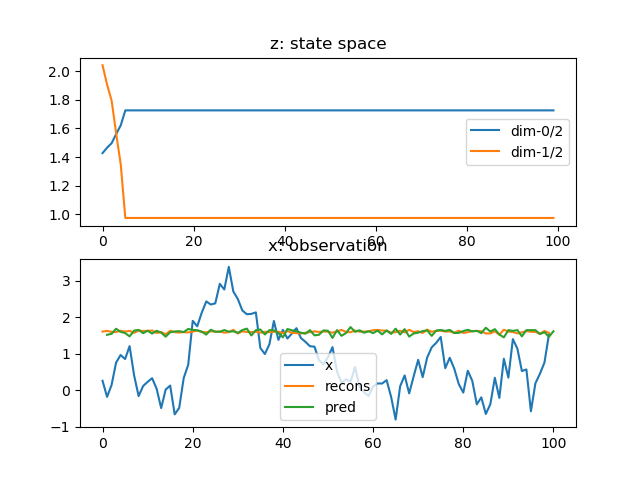 z: state space
2.0
1.8
1.6
1.4
1.2
1.0
dim-0/2
dim-1/2
0 20 40 60 80 100
x: observation
3
2
1
0
−1
x
recons
pred
0 20 40 60 80 100